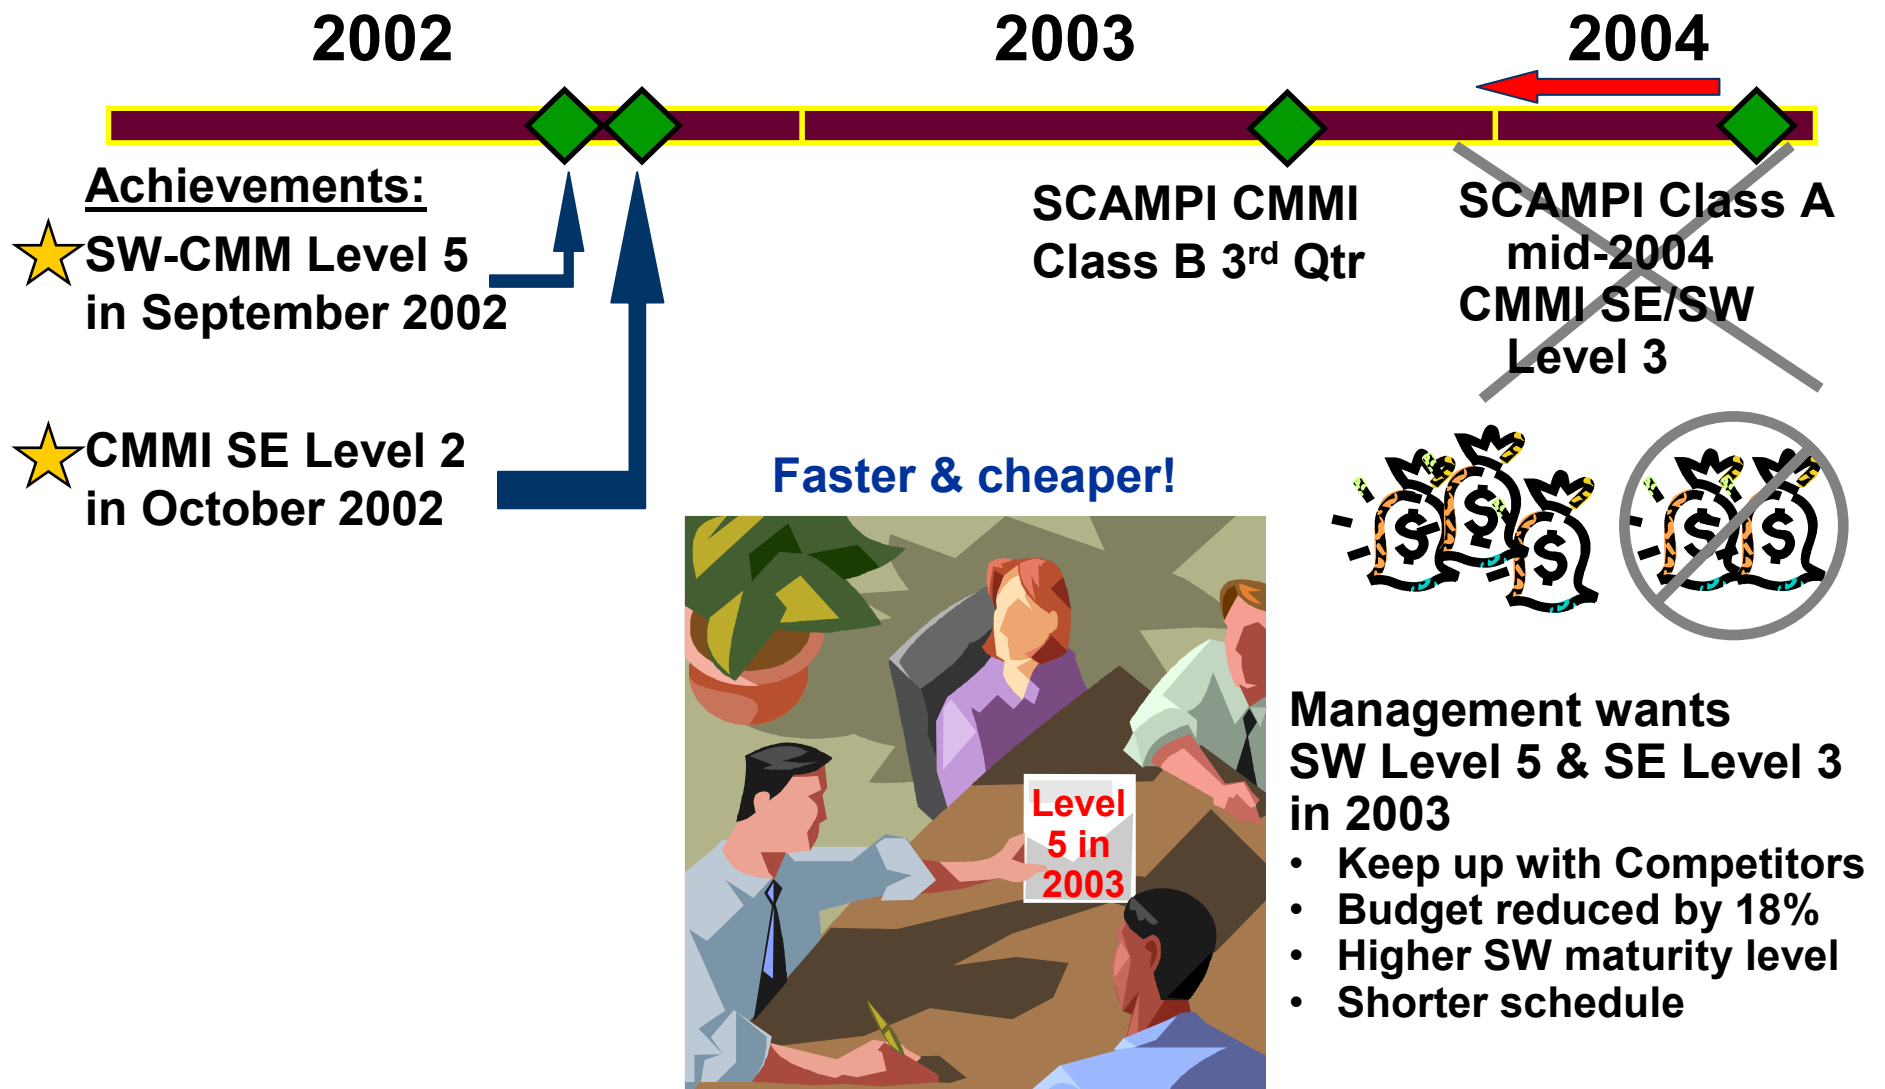 2002
2003
2004
Achievements:
SW-CMM Level 5
in September 2002
CMMI SE Level 2
in October 2002
SCAMPI CMMI
Class B 3rd Qtr
SCAMPI Class A
mid-2004
CMMI SE/SW
Level 3
Faster & cheaper!
$ $ $ $ $
Level
5 in
2003
Management wants
SW Level 5 & SE Level 3
in 2003
• Keep up with Competitors
• Budget reduced by 18%
• Higher SW maturity level
• Shorter schedule